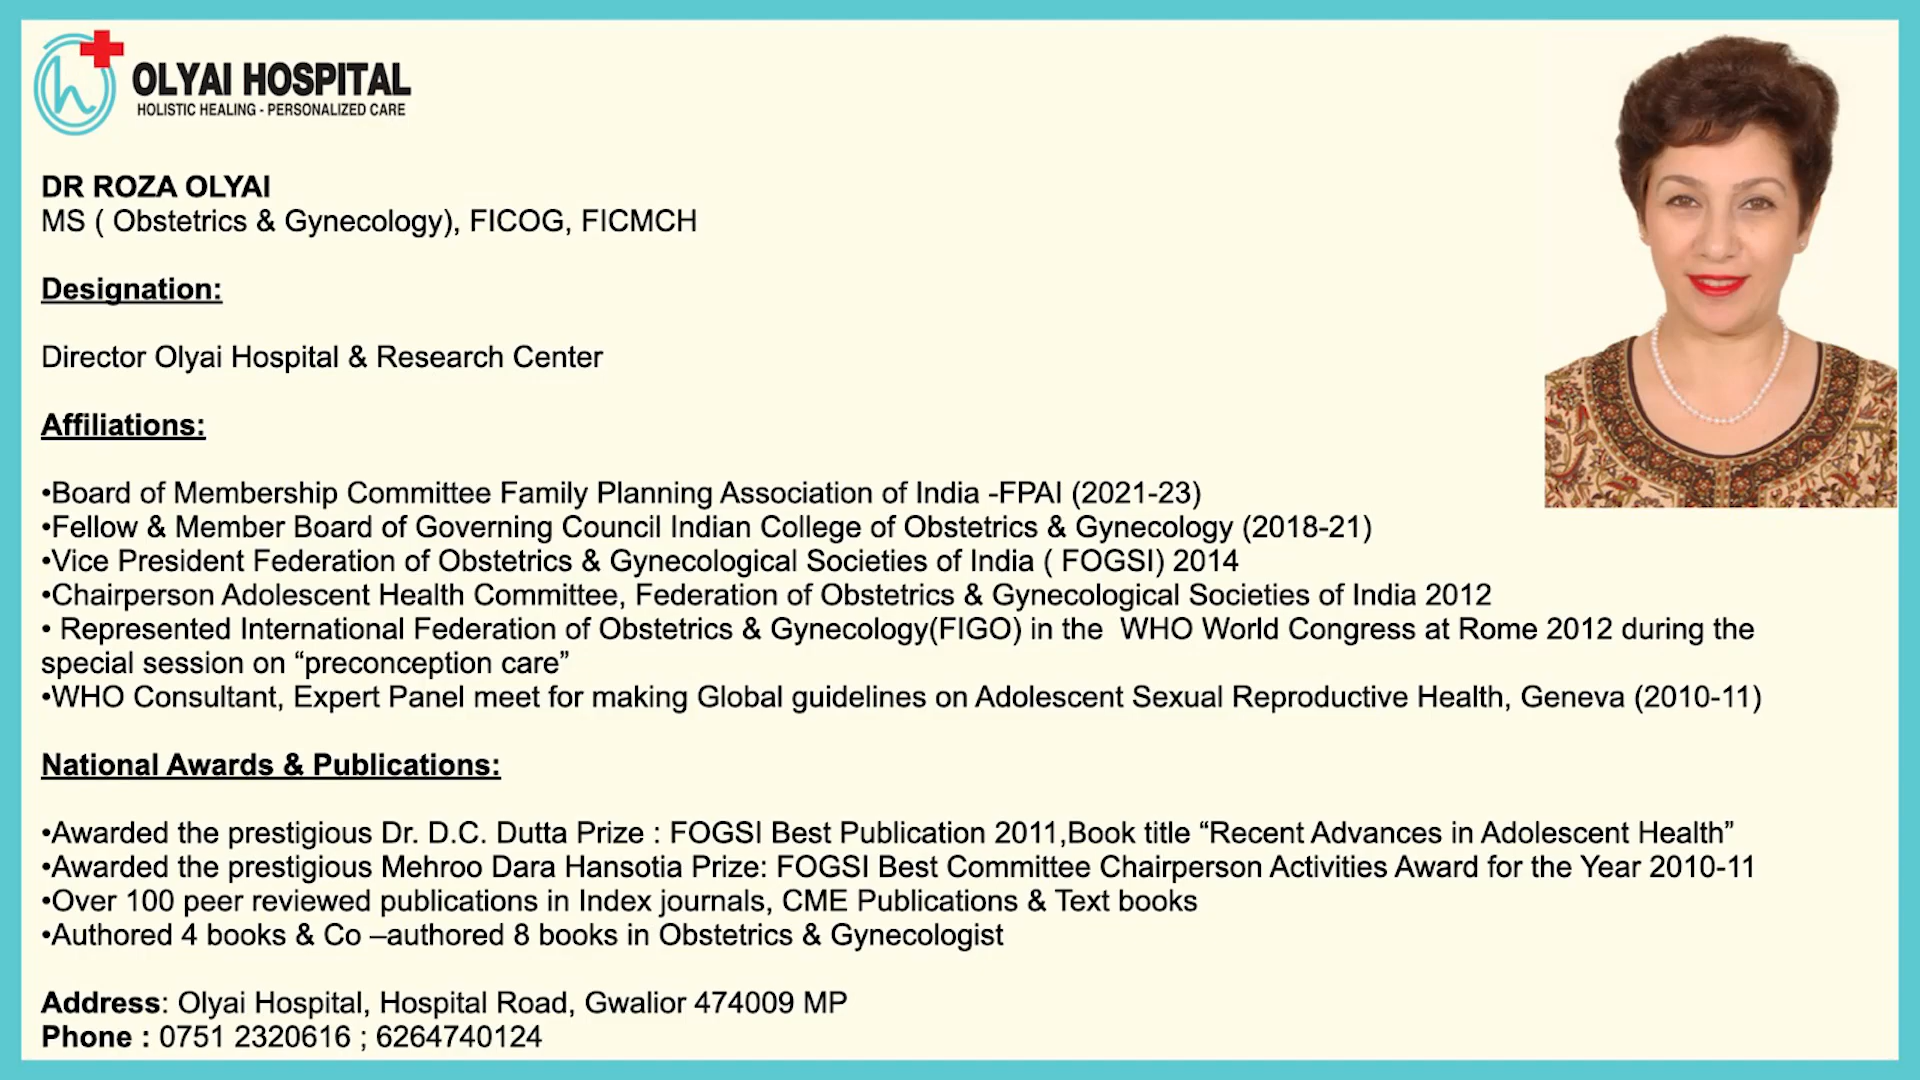 OLYAI HOSPITAL
HOLISTIC HEALING - PERSONALIZED CARE
DR ROZA OLYAI
MS ( Obstetrics & Gynecology), FICOG, FICMCH
Designation:
Director Olyai Hospital & Research Center
Affiliations:
•Board of Membership Committee Family Planning Association of India -FPAI (2021-23)
•Fellow & Member Board of Governing Council Indian College of Obstetrics & Gynecology (2018-21)
•Vice President Federation of Obstetrics & Gynecological Societies of India ( FOGSI) 2014
•Chairperson Adolescent Health Committee, Federation of Obstetrics & Gynecological Societies of India 2012
• Represented International Federation of Obstetrics & Gynecology(FIGO) in the  WHO World Congress at Rome 2012 during the
special session on “preconception care”
•WHO Consultant, Expert Panel meet for making Global guidelines on Adolescent Sexual Reproductive Health, Geneva (2010-11)
National Awards & Publications:
•Awarded the prestigious Dr. D.C. Dutta Prize : FOGSI Best Publication 2011,Book title “Recent Advances in Adolescent Health”
•Awarded the prestigious Mehroo Dara Hansotia Prize: FOGSI Best Committee Chairperson Activities Award for the Year 2010-11
•Over 100 peer reviewed publications in Index journals, CME Publications & Text books
•Authored 4 books & Co –authored 8 books in Obstetrics & Gynecologist
Address: Olyai Hospital, Hospital Road, Gwalior 474009 MP
Phone : 0751 2320616 ; 6264740124